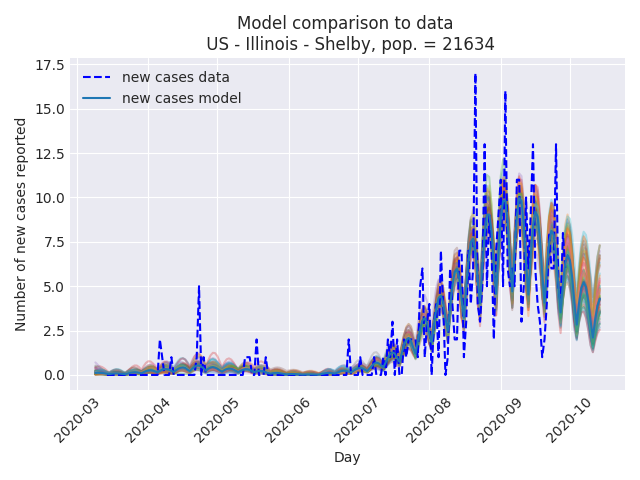 Model comparison to data
US - Illinois - Shelby, pop. = 21634
17.5
15.0
12.5
10.0
7.5
5.0
2.5
0.0
Number of new cases reported
new cases data
new cases model
2020-03
2020-04
2020-05
2020-06
2020-07
2020-08
2020-09
2020-10
Day